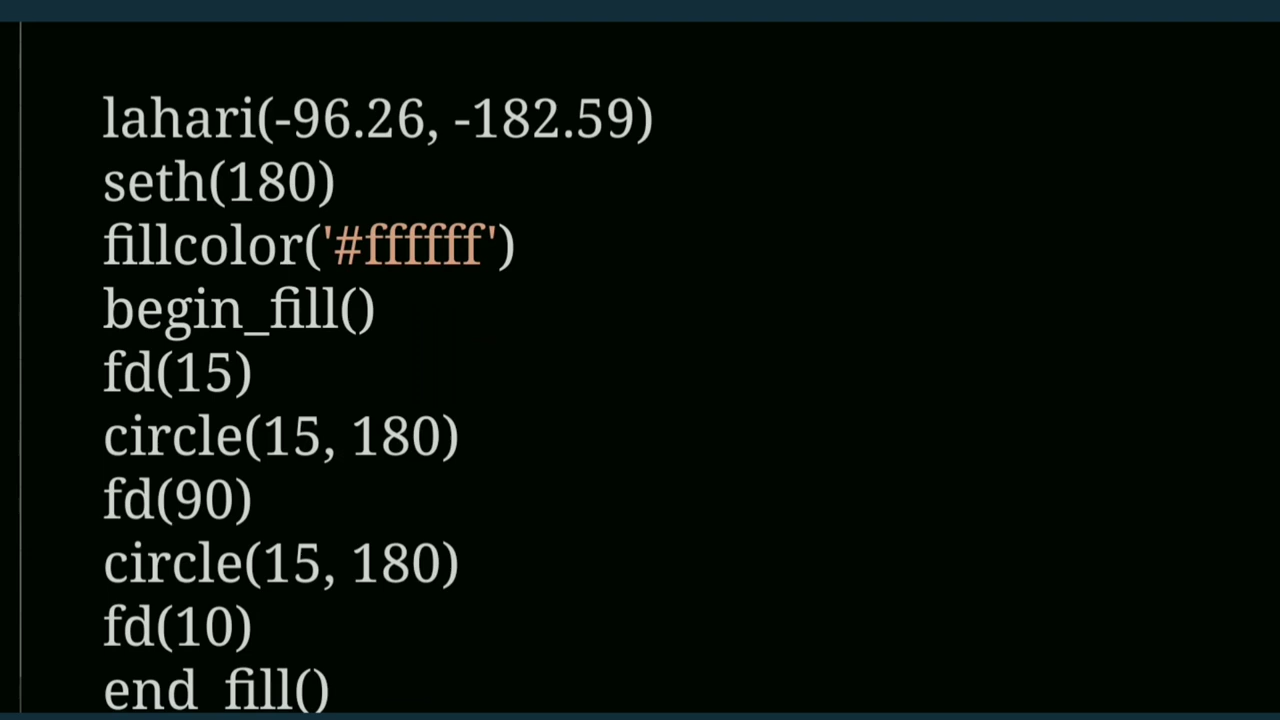 lahari(-96.26, -182.59)
seth(180)
fillcolor('#ffffff')
begin_fill()
fd(15)
circle(15, 180)
fd(90)
circle(15, 180)
fd(10)
end_fill()